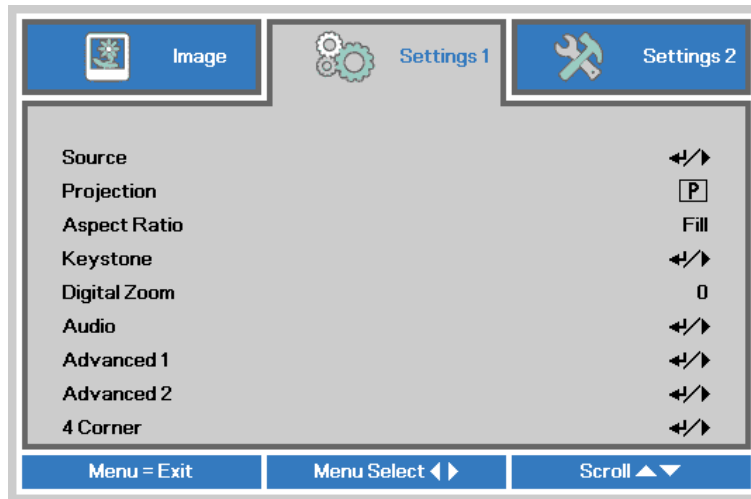 Image
Settings 1
Settings 2
Source ↵/▶
Projection P
Aspect Ratio Fill
Keystone ↵/▶
Digital Zoom 0
Audio ↵/▶
Advanced 1 ↵/▶
Advanced 2 ↵/▶
4 Corner ↵/▶
Menu = Exit
Menu Select ◀ ▶
Scroll ▲▼